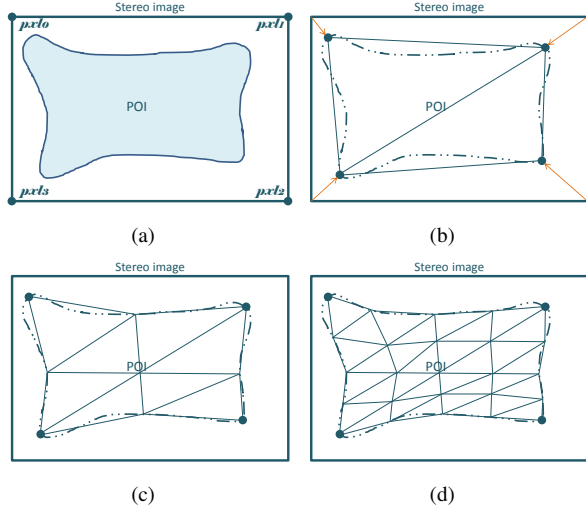 Stereo image
pxl0
pxl1
POI
pxl3
pxl2
(a)
Stereo image
POI
(b)
Stereo image
POI
(c)
Stereo image
POI
(d)